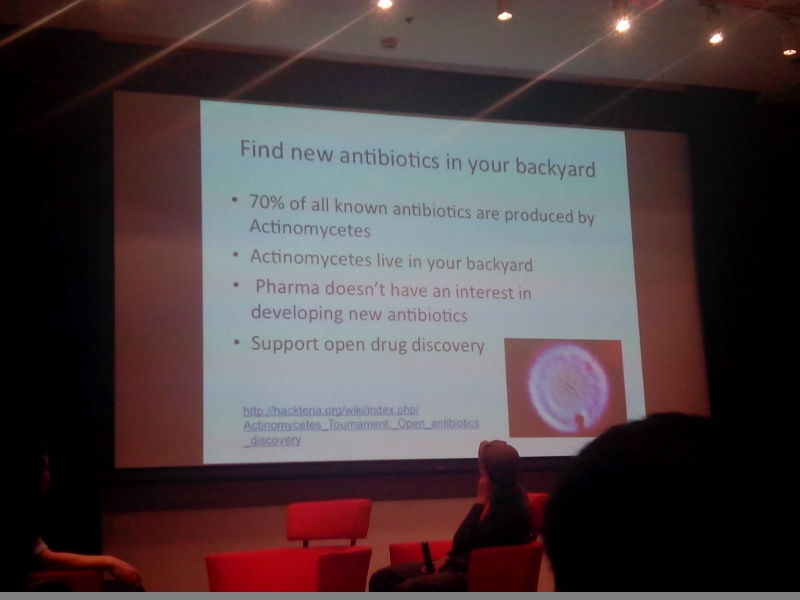 Find new antibiotics in your backyard
• 70% of all known antibiotics are produced by
Actinomycetes
• Actinomycetes live in your backyard
• Pharma doesn't have an interest in
developing new antibiotics
• Support open drug discovery
http://hackteria.org/wiki/index.php/
Actinomycetes_Tournament:_Open_antibiotics
_discovery